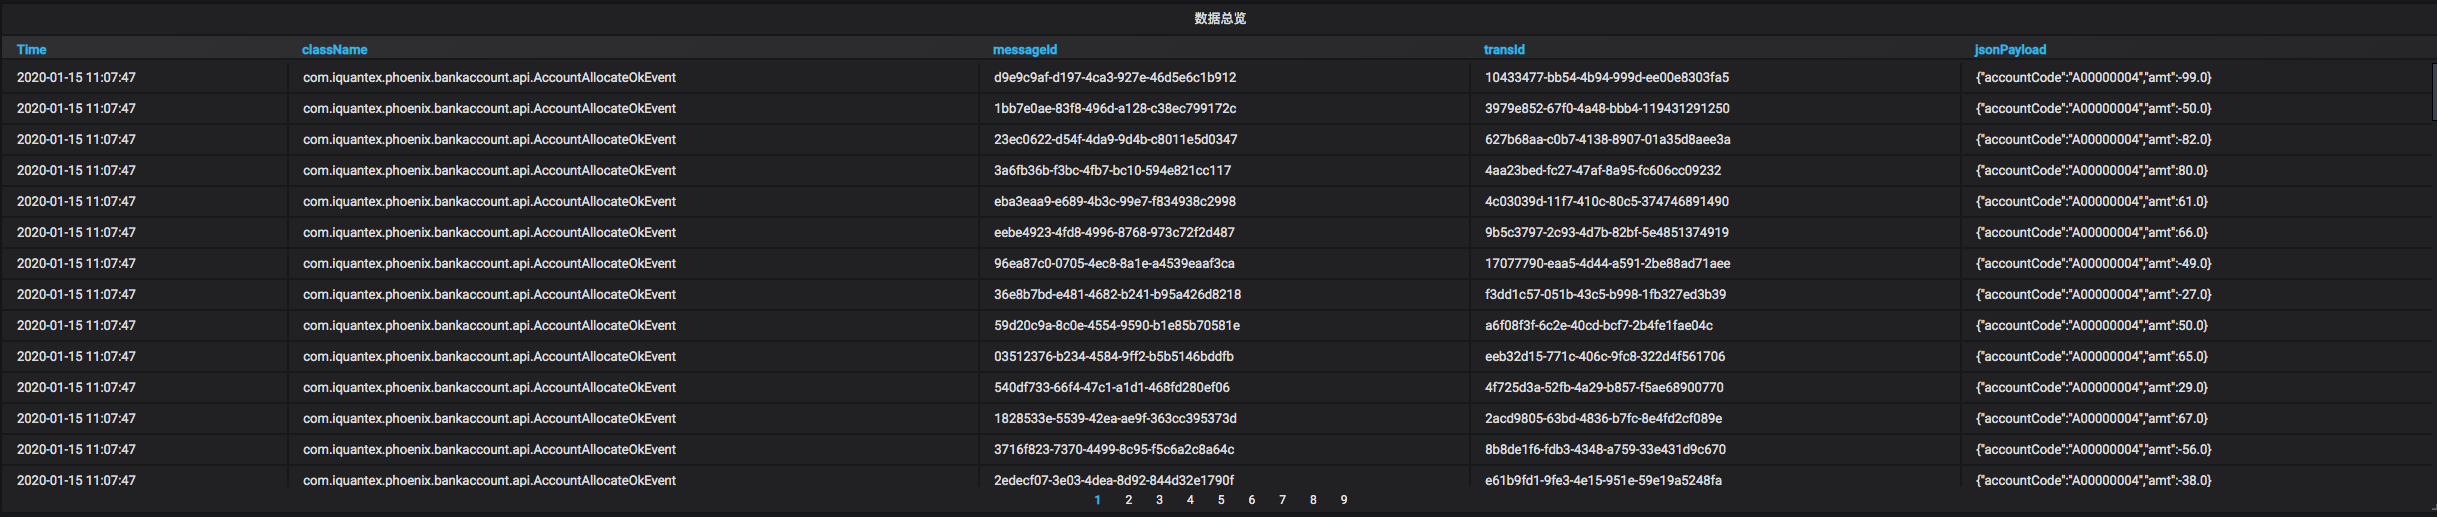 数据总览
Time className messageId transId jsonPayload
2020-01-15 11:07:47 com.iquantex.phoenix.bankaccount.api.AccountAllocateOkEvent d9e9c9af-d197-4ca3-927e-46d5e6c1b912 10433477-bb54-4b94-999d-ee00e8303fa5 {"accountCode":"A00000004","amt":-99.0}
2020-01-15 11:07:47 com.iquantex.phoenix.bankaccount.api.AccountAllocateOkEvent 1bb7e0ae-83f8-496d-a128-c38ec799172c 3979e852-67f0-4a48-bbb4-119431291250 {"accountCode":"A00000004","amt":-50.0}
2020-01-15 11:07:47 com.iquantex.phoenix.bankaccount.api.AccountAllocateOkEvent 23ec0622-d54f-4da9-9d4b-c8011e5d0347 627b68aa-c0b7-4138-8907-01a35d8aee3a {"accountCode":"A00000004","amt":-82.0}
2020-01-15 11:07:47 com.iquantex.phoenix.bankaccount.api.AccountAllocateOkEvent 3a6fb36b-f3bc-4fb7-bc10-594e821cc117 4aa23bed-fc27-47af-8a95-fc606cc09232 {"accountCode":"A00000004","amt":80.0}
2020-01-15 11:07:47 com.iquantex.phoenix.bankaccount.api.AccountAllocateOkEvent eba3eaa9-e689-4b3c-99e7-f834938c2998 4c03039d-11f7-410c-80c5-374746891490 {"accountCode":"A00000004","amt":61.0}
2020-01-15 11:07:47 com.iquantex.phoenix.bankaccount.api.AccountAllocateOkEvent eebe4923-4fd8-4996-8768-973c72f2d487 9b5c3797-2c93-4d7b-82bf-5e4851374919 {"accountCode":"A00000004","amt":66.0}
2020-01-15 11:07:47 com.iquantex.phoenix.bankaccount.api.AccountAllocateOkEvent 96ea87c0-0705-4ec8-8a1e-a4539eaaf3ca 17077790-eaa5-4d44-a591-2be88ad71aee {"accountCode":"A00000004","amt":-49.0}
2020-01-15 11:07:47 com.iquantex.phoenix.bankaccount.api.AccountAllocateOkEvent 36e8b7bd-e481-4682-b241-b95a426d8218 f3dd1c57-051b-43c5-b998-1fb327ed3b39 {"accountCode":"A00000004","amt":-27.0}
2020-01-15 11:07:47 com.iquantex.phoenix.bankaccount.api.AccountAllocateOkEvent 59d20c9a-8c0e-4554-9590-b1e85b70581e a6f08f3f-6c2e-40cd-bcf7-2b4fe1fae04c {"accountCode":"A00000004","amt":50.0}
2020-01-15 11:07:47 com.iquantex.phoenix.bankaccount.api.AccountAllocateOkEvent 03512376-b234-4584-9ff2-b5b5146bddfb eeb32d15-771c-406c-9fc8-322d4f561706 {"accountCode":"A00000004","amt":65.0}
2020-01-15 11:07:47 com.iquantex.phoenix.bankaccount.api.AccountAllocateOkEvent 540df733-66f4-47c1-a1d1-468fd280ef06 4f725d3a-52fb-4a29-b857-f5ae68900770 {"accountCode":"A00000004","amt":29.0}
2020-01-15 11:07:47 com.iquantex.phoenix.bankaccount.api.AccountAllocateOkEvent 1828533e-5539-42ea-ae9f-363cc395373d 2acd9805-63bd-4836-b7fc-8e4fd2cf089e {"accountCode":"A00000004","amt":67.0}
2020-01-15 11:07:47 com.iquantex.phoenix.bankaccount.api.AccountAllocateOkEvent 3716f823-7370-4499-8c95-f5c6a2c8a64c 8b8de1f6-fdb3-4348-a759-33e431d9c670 {"accountCode":"A00000004","amt":-56.0}
2020-01-15 11:07:47 com.iquantex.phoenix.bankaccount.api.AccountAllocateOkEvent 2edecf07-3e03-4dea-8d92-844d32e1790f e61b9fd1-9fe3-4e15-951e-59e19a5248fa {"accountCode":"A00000004","amt":-38.0}
1 2 3 4 5 6 7 8 9